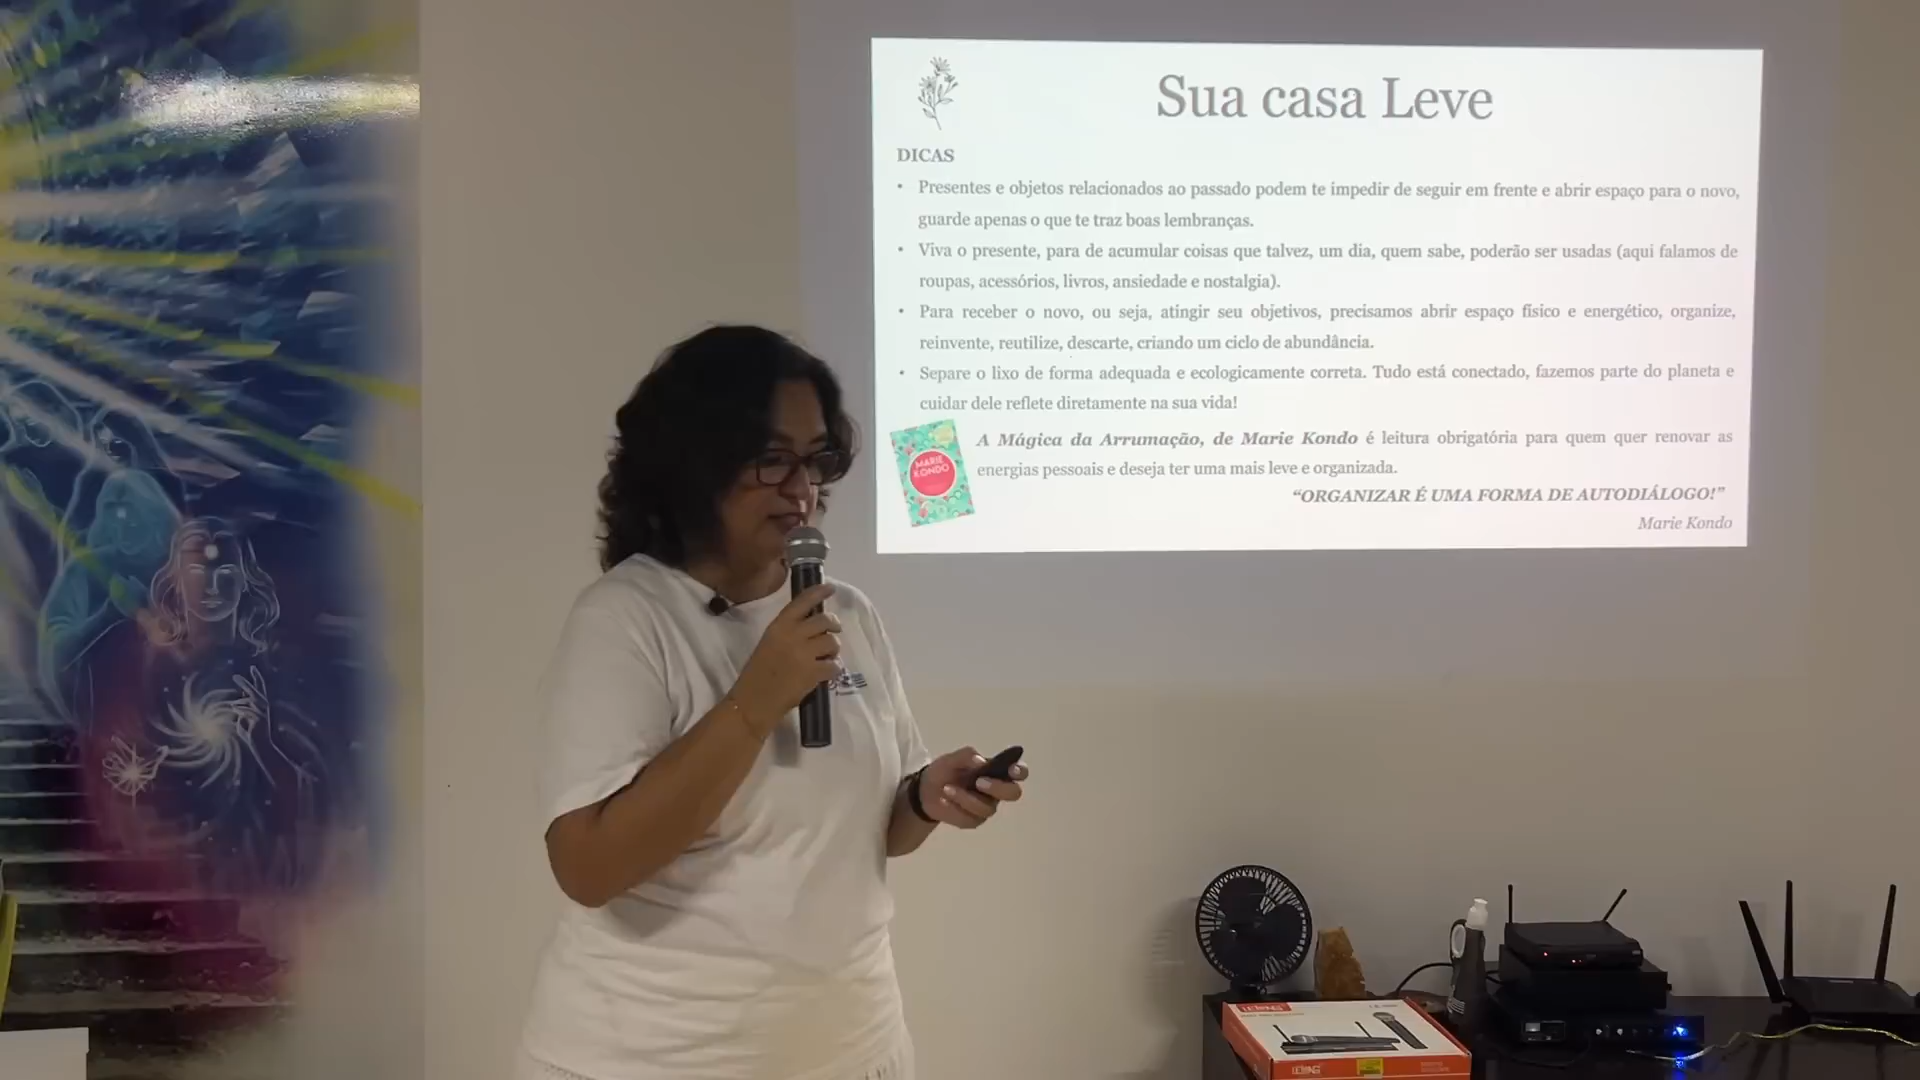 Sua casa Leve
DICAS
• Presentes e objetos relacionados ao passado podem te impedir de seguir em frente e abrir espaço para o novo,
guarde apenas o que te traz boas lembranças.
• Viva o presente, para de acumular coisas que talvez, um dia, quem sabe, poderão ser usadas (aqui falamos de
roupas, acessórios, livros, ansiedade e nostalgia).
• Para receber o novo, ou seja, atingir seu objetivos, precisamos abrir espaço físico e energético, organize,
reinvente, reutilize, descarte, criando um ciclo de abundância.
• Separe o lixo de forma adequada e ecologicamente correta. Tudo está conectado, fazemos parte do planeta e
cuidar dele reflete diretamente na sua vida!
MARIE
KONDO
A Mágica da Arrumação, de Marie Kondo é leitura obrigatória para quem quer renovar as
energias pessoais e deseja ter uma mais leve e organizada.
“ORGANIZAR É UMA FORMA DE AUTODIÁLOGO!”
Marie Kondo